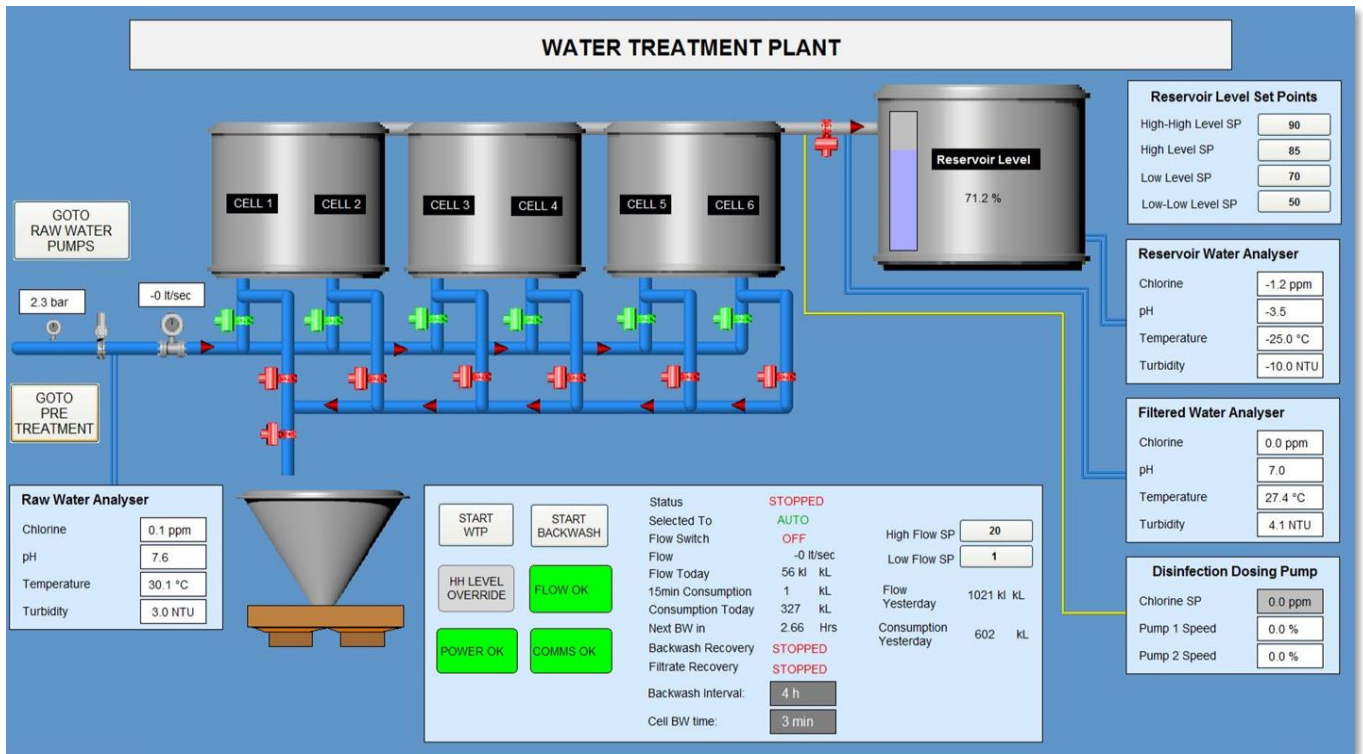 WATER TREATMENT PLANT
Reservoir Level Set Points
High-High Level SP 90
High Level SP 85
Low Level SP 70
Low-Low Level SP 50
Reservoir Level
71.2 %
CELL 1
CELL 2
CELL 3
CELL 4
CELL 5
CELL 6
GOTO
RAW WATER
PUMPS
2.3 bar
-0 lt/sec
GOTO
PRE
TREATMENT
Reservoir Water Analyser
Chlorine -1.2 ppm
pH -3.5
Temperature -25.0 °C
Turbidity -10.0 NTU
Filtered Water Analyser
Chlorine 0.0 ppm
pH 7.0
Temperature 27.4 °C
Turbidity 4.1 NTU
Raw Water Analyser
Chlorine 0.1 ppm
pH 7.6
Temperature 30.1 °C
Turbidity 3.0 NTU
START
WTP
START
BACKWASH
HH LEVEL
OVERRIDE
FLOW OK
POWER OK
COMMS OK
Status STOPPED
Selected To AUTO
Flow Switch OFF
Flow -0 lt/sec
Flow Today 56 kl kL
15min Consumption 1 kL
Consumption Today 327 kL
Next BW in 2.66 Hrs
Backwash Recovery STOPPED
Filtrate Recovery STOPPED
Backwash Interval: 4 h
Cell BW time: 3 min
High Flow SP 20
Low Flow SP 1
Flow
Yesterday 1021 kl kL
Consumption
Yesterday 602 kL
Disinfection Dosing Pump
Chlorine SP 0.0 ppm
Pump 1 Speed 0.0 %
Pump 2 Speed 0.0 %